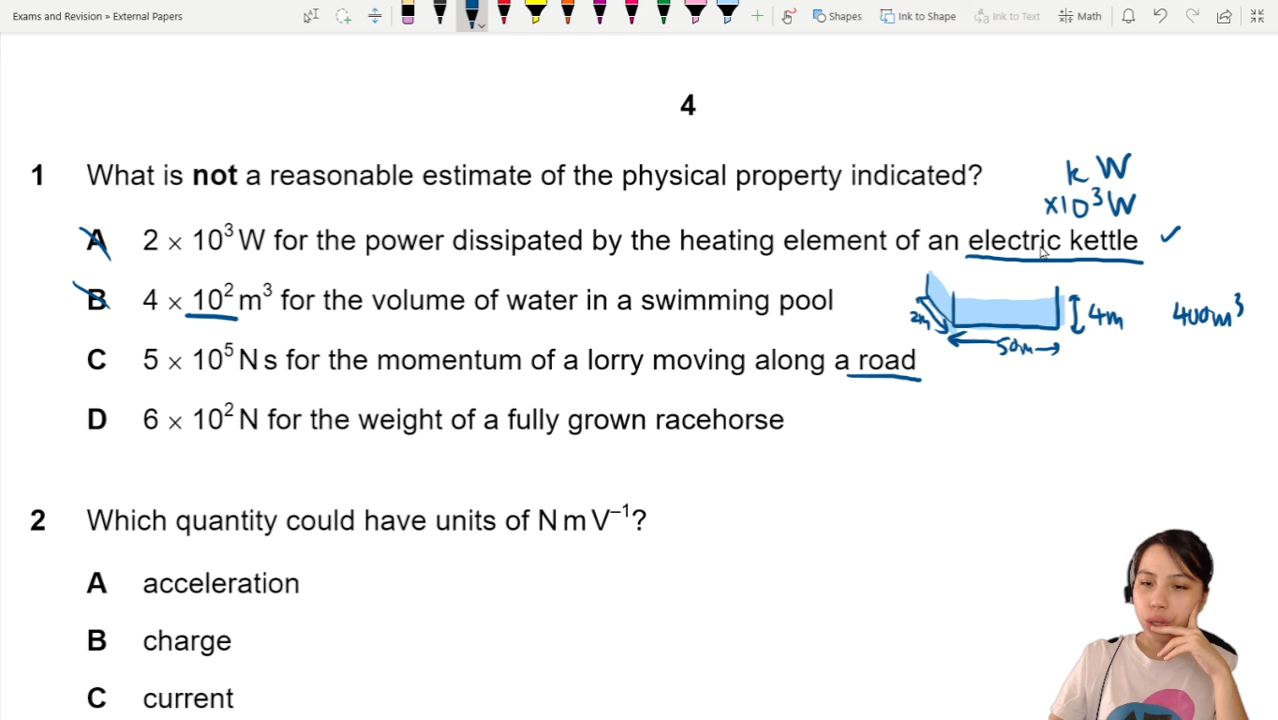 Exams and Revision » External Papers
Shapes
Ink to Shape
Ink to Text
Math
4
1 What is not a reasonable estimate of the physical property indicated?
k W
×10³W
A 2 × 10³ W for the power dissipated by the heating element of an electric kettle ✓
B 4 × 10² m³ for the volume of water in a swimming pool
2m
50m
4m
400m³
C 5 × 10⁵ N s for the momentum of a lorry moving along a road
D 6 × 10² N for the weight of a fully grown racehorse
2 Which quantity could have units of N m V⁻¹?
A acceleration
B charge
C current